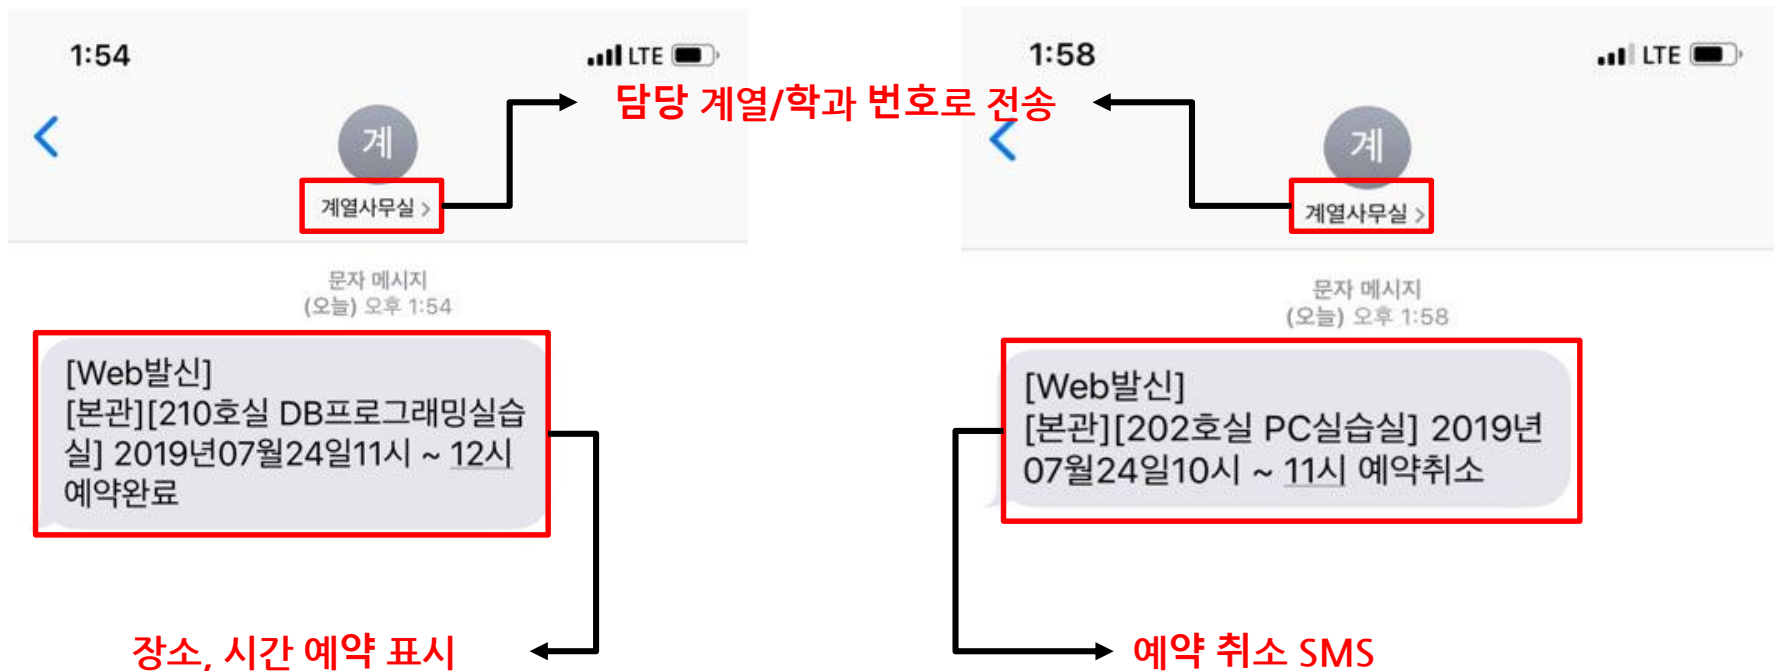 1:54
LTE
1:58
LTE
담당 계열/학과 번호로 전송
계
계열사무실 >
계
계열사무실 >
문자 메시지
(오늘) 오후 1:54
[Web발신]
[본관][210호실 DB프로그래밍실습
실] 2019년07월24일11시 ~ 12시
예약완료
장소, 시간 예약 표시
문자 메시지
(오늘) 오후 1:58
[Web발신]
[본관][202호실 PC실습실] 2019년
07월24일10시 ~ 11시 예약취소
예약 취소 SMS